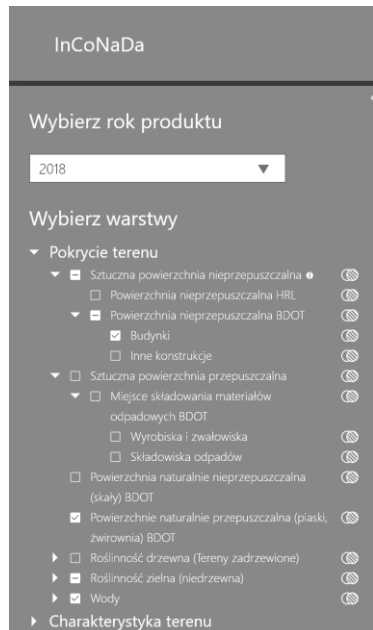 InCoNaDa
Wybierz rok produktu
2018
Wybierz warstwy
Pokrycie terenu
Sztuczna powierzchnia nieprzepuszczalna
Powierzchnia nieprzepuszczalna HRL
Powierzchnia nieprzepuszczalna BDOT
Budynki
Inne konstrukcje
Sztuczna powierzchnia przepuszczalna
Miejsce składowania materiałów
odpadowych BDOT
Wyrobiska i zwałowiska
Składowiska odpadów
Powierzchnia naturalnie nieprzepuszczalna
(skały) BDOT
Powierzchnie naturalnie przepuszczalna (piaski,
żwirownia) BDOT
Roślinność drzewna (Tereny zadrzewione)
Roślinność zielna (niedrzewna)
Wody
Charakterystyka terenu